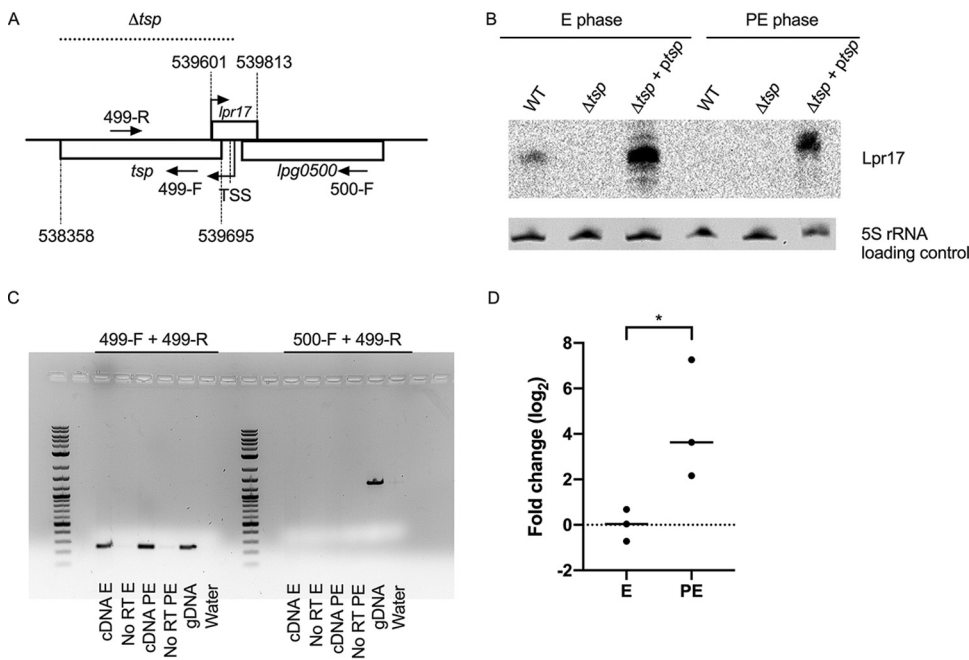 A
Δtsp
539601
539813
lpr17
499-R
tsp
499-F
TSS
lpg0500
500-F
538358
539695
B
E phase
PE phase
WT
Δtsp
Δtsp + ptsp
WT
Δtsp
Δtsp + ptsp
Lpr17
5S rRNA
loading control
C
499-F + 499-R
500-F + 499-R
cDNA E
No RT E
cDNA PE
No RT PE
gDNA
Water
cDNA E
No RT E
cDNA PE
No RT PE
gDNA
Water
D
*
Fold change (log2)
8
6
4
2
0
-2
E
PE